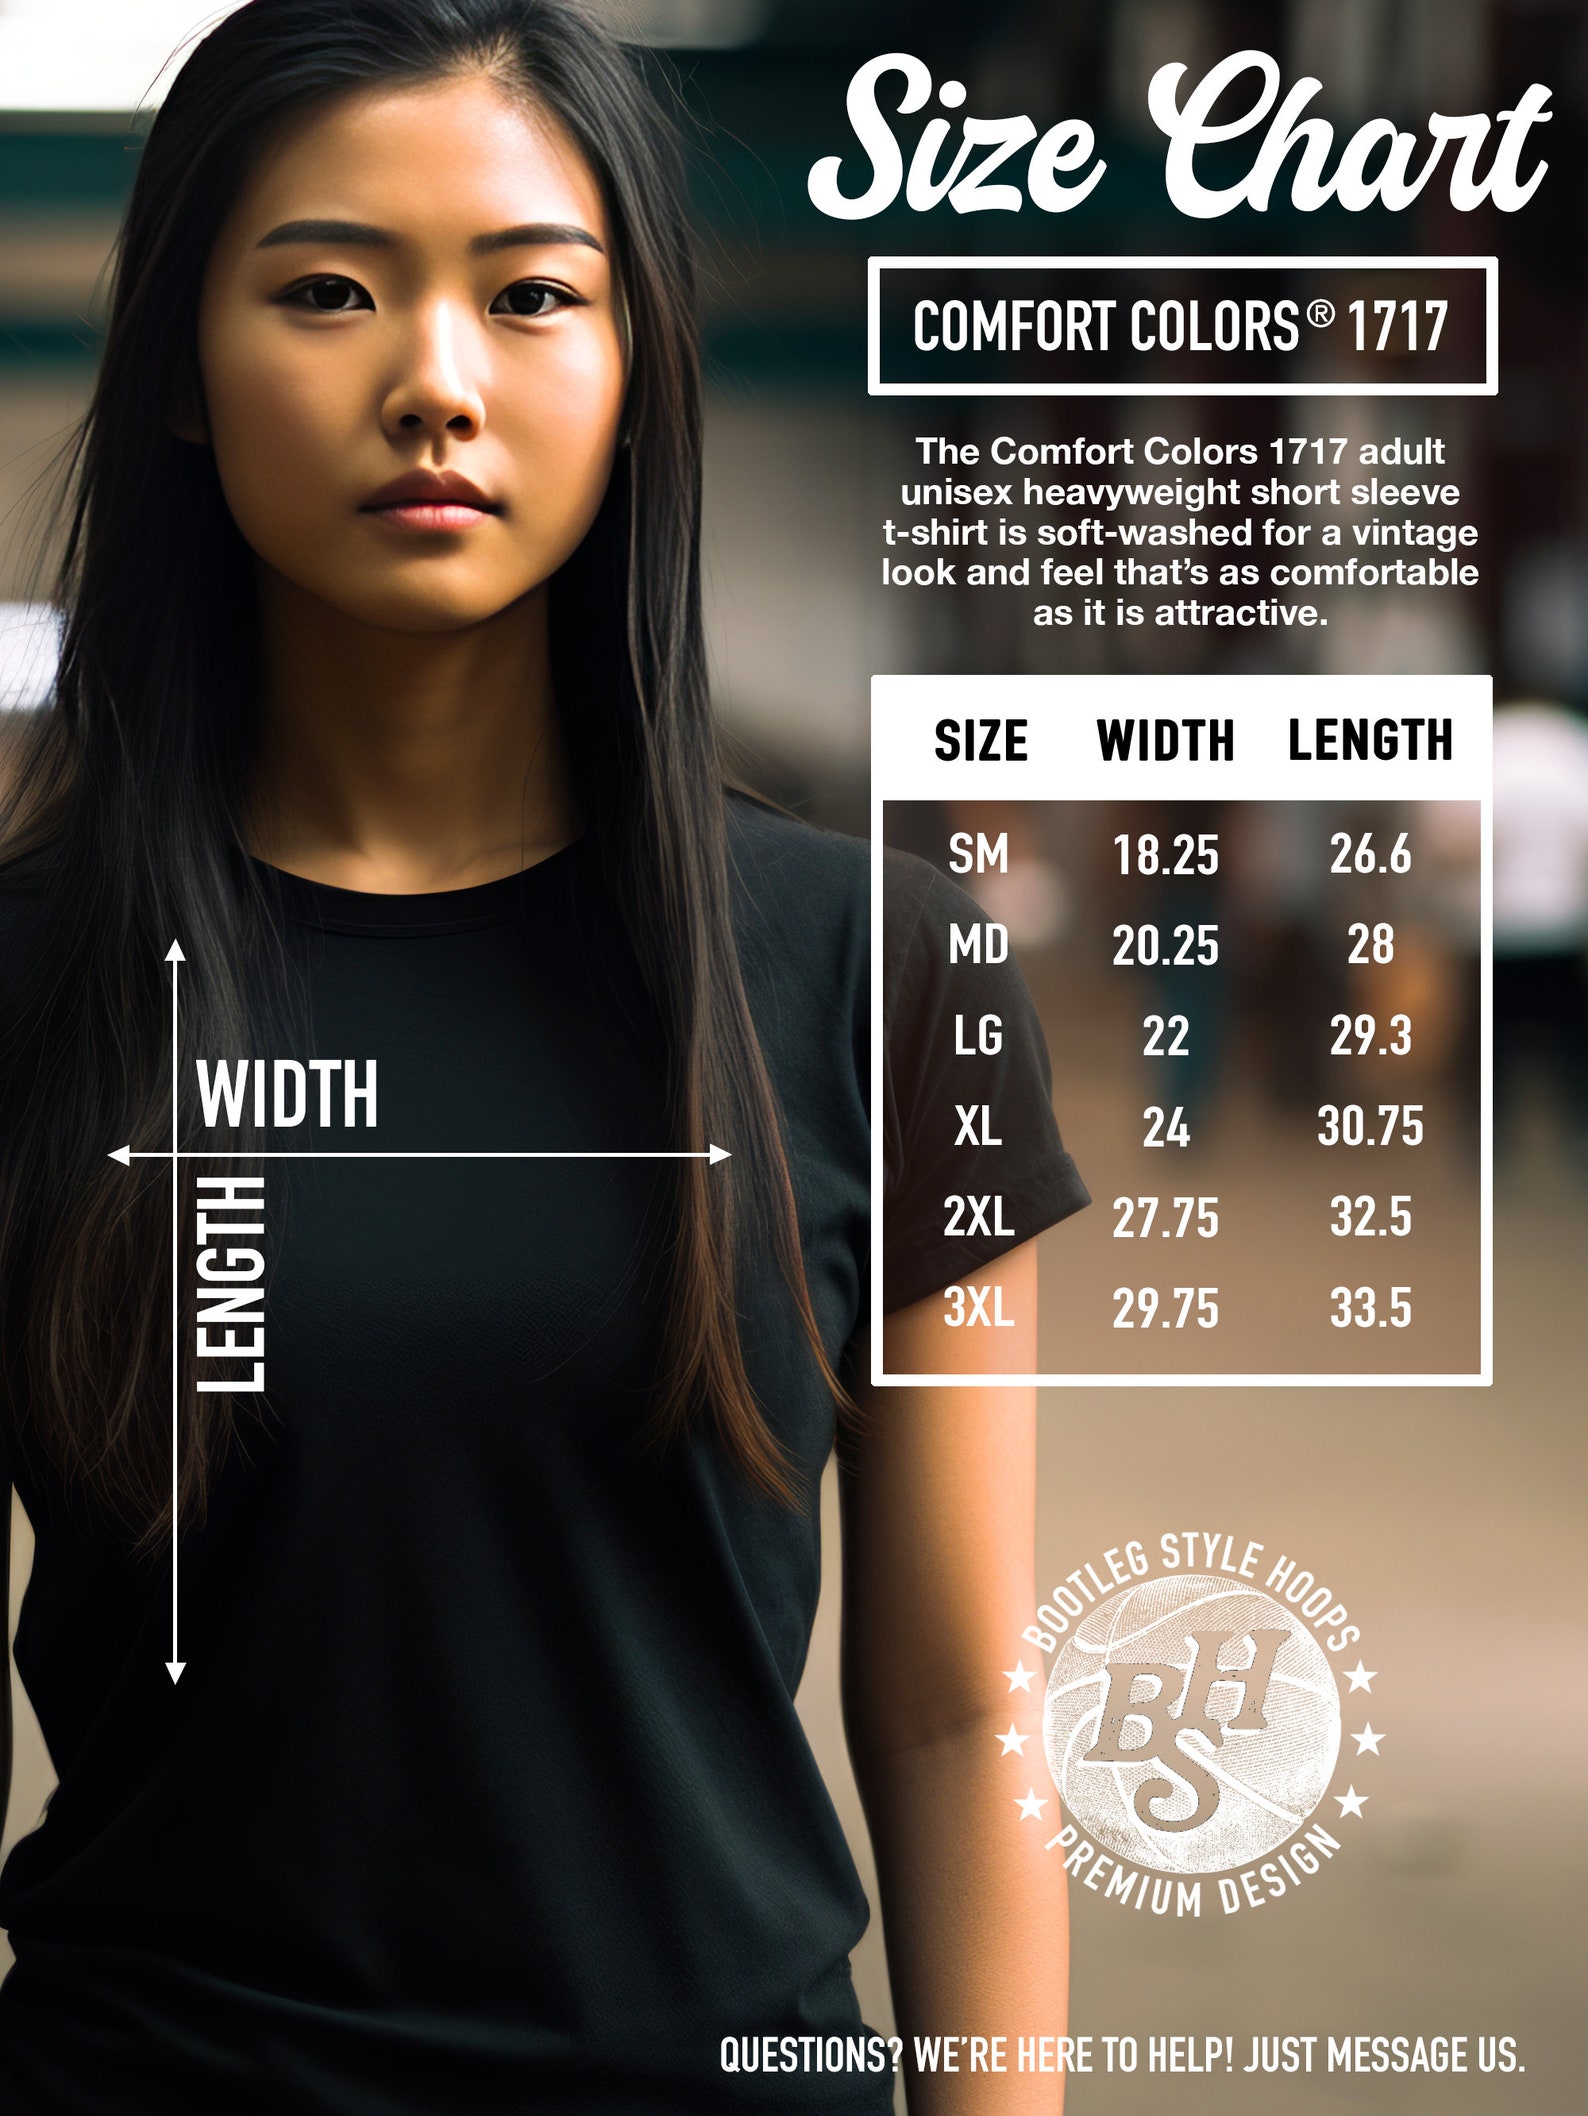 Size Chart
COMFORT COLORS® 1717
The Comfort Colors 1717 adult
unisex heavyweight short sleeve
t-shirt is soft-washed for a vintage
look and feel that's as comfortable
as it is attractive.
SIZE WIDTH LENGTH
SM 18.25 26.6
MD 20.25 28
LG 22 29.3
XL 24 30.75
2XL 27.75 32.5
3XL 29.75 33.5
WIDTH
LENGTH
BOOTLEG STYLE HOOPS
BHS
PREMIUM DESIGN
QUESTIONS? WE'RE HERE TO HELP! JUST MESSAGE US.